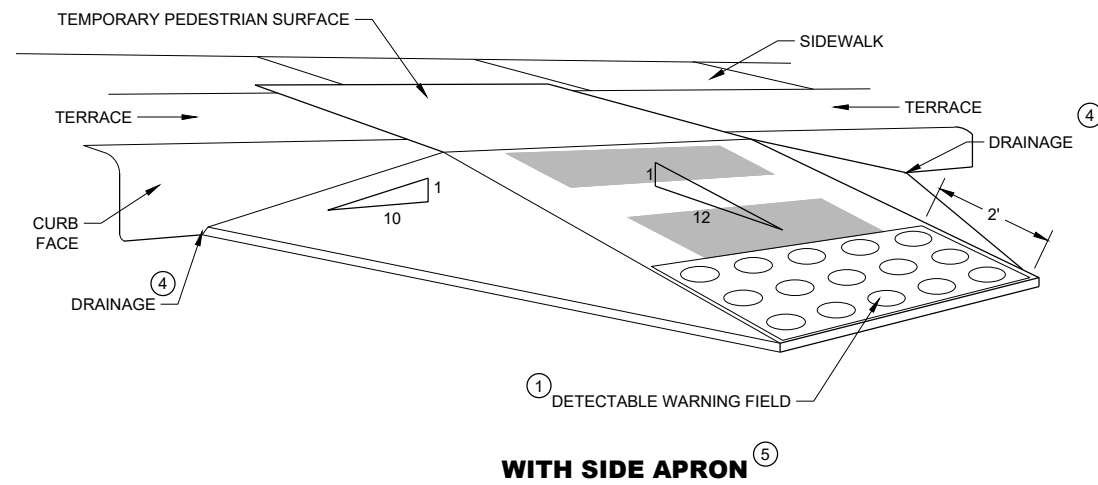 TEMPORARY PEDESTRIAN SURFACE
SIDEWALK
TERRACE
TERRACE
4
DRAINAGE
1
10
1
12
2'
CURB
FACE
4
DRAINAGE
1
DETECTABLE WARNING FIELD
WITH SIDE APRON 5